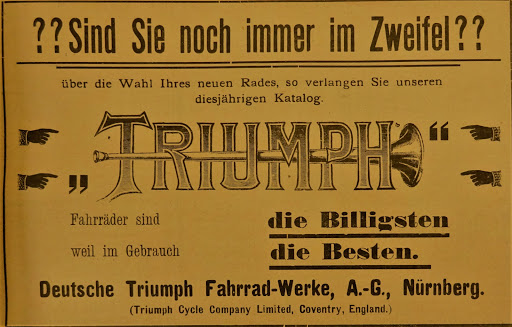 ??Sind Sie noch immer im Zweifel??
über die Wahl Ihres neuen Rades, so verlangen Sie unseren
diesjährigen Katalog.
„TRIUMPH“
Fahrräder sind die Billigsten
weil im Gebrauch die Besten.
Deutsche Triumph Fahrrad-Werke, A.-G., Nürnberg.
(Triumph Cycle Company Limited, Coventry, England.)